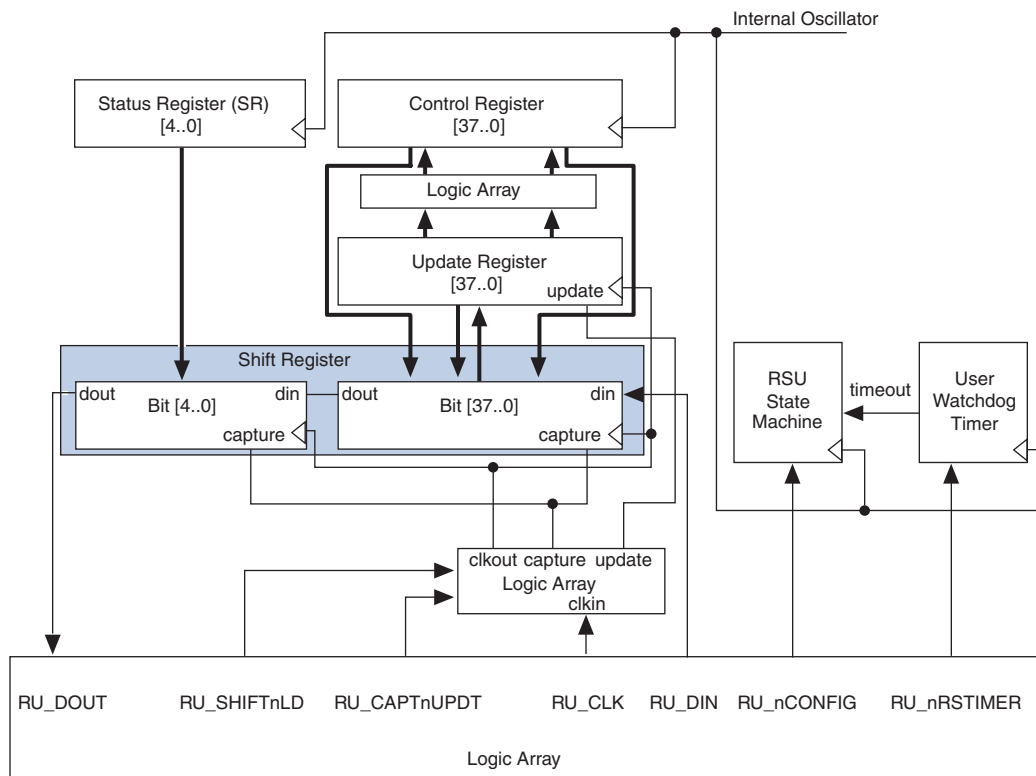 Internal Oscillator
Status Register (SR)
[4..0]
Control Register
[37..0]
Logic Array
Update Register
[37..0]
update
Shift Register
dout
Bit [4..0]
din
capture
dout
Bit [37..0]
din
capture
RSU
State
Machine
timeout
User
Watchdog
Timer
clkout capture update
Logic Array
clkin
RU_DOUT
RU_SHIFTnLD
RU_CAPTnUPDT
RU_CLK
RU_DIN
RU_nCONFIG
RU_nRSTIMER
Logic Array